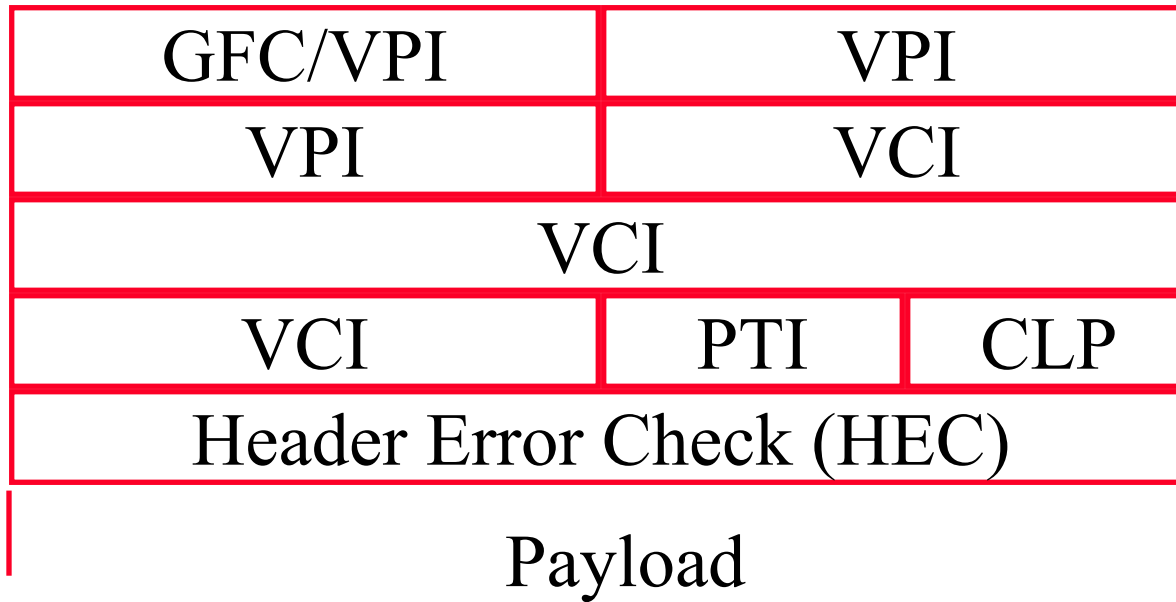 GFC/VPI VPI
VPI VCI
VCI
VCI PTI CLP
Header Error Check (HEC)
Payload